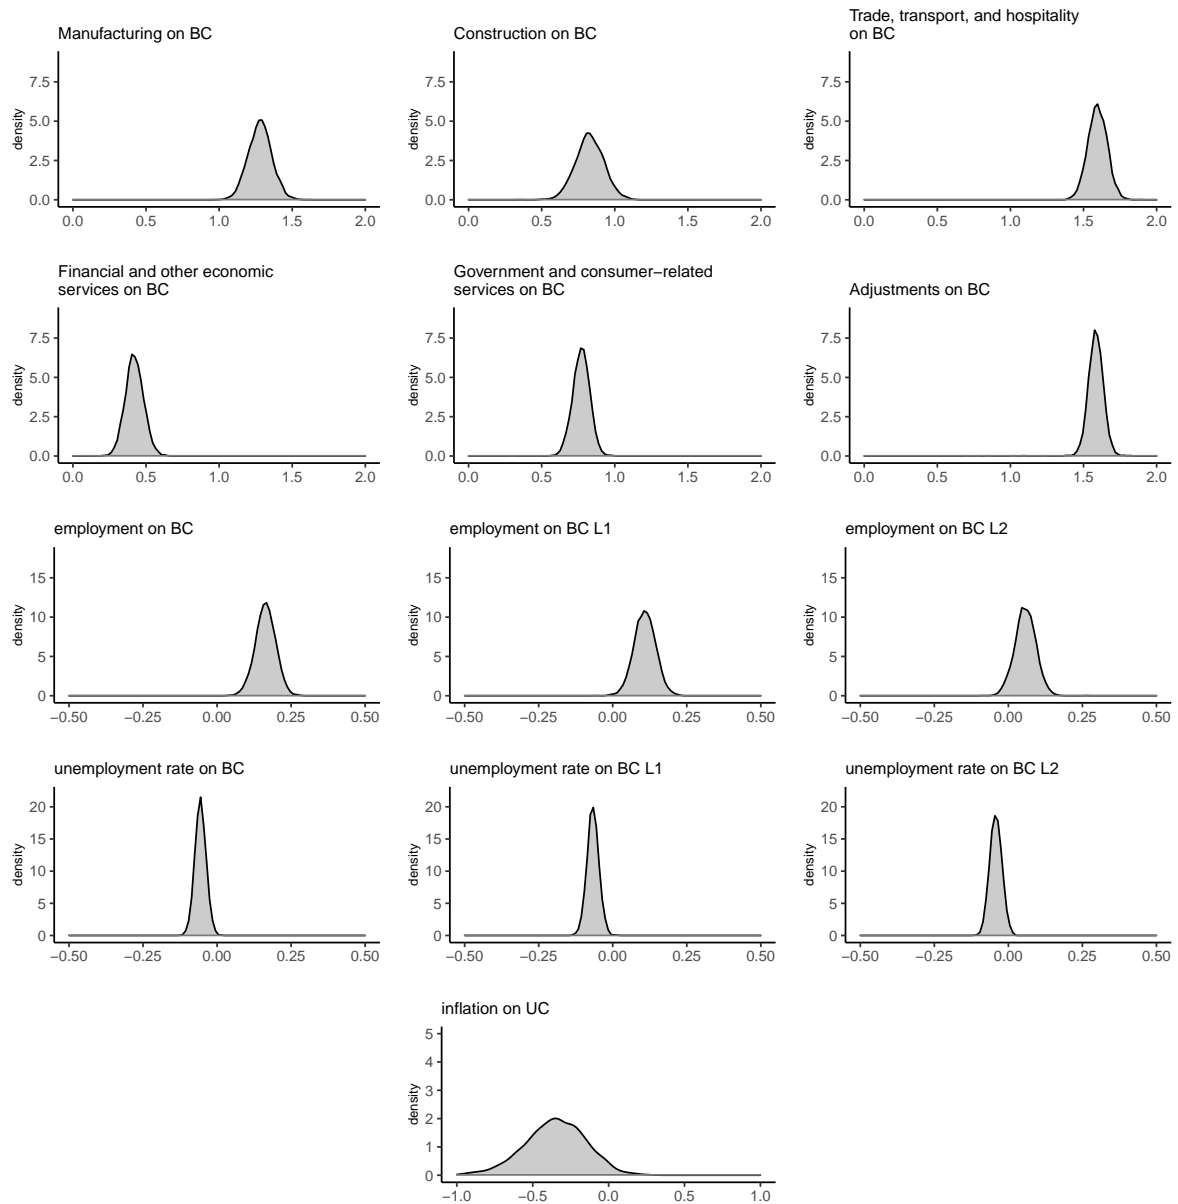 Manufacturing on BC
density
7.5
5.0
2.5
0.0
0.0 0.5 1.0 1.5 2.0
Construction on BC
density
7.5
5.0
2.5
0.0
0.0 0.5 1.0 1.5 2.0
Trade, transport, and hospitality
on BC
density
7.5
5.0
2.5
0.0
0.0 0.5 1.0 1.5 2.0
Financial and other economic
services on BC
density
7.5
5.0
2.5
0.0
0.0 0.5 1.0 1.5 2.0
Government and consumer−related
services on BC
density
7.5
5.0
2.5
0.0
0.0 0.5 1.0 1.5 2.0
Adjustments on BC
density
7.5
5.0
2.5
0.0
0.0 0.5 1.0 1.5 2.0
employment on BC
density
15
10
5
0
−0.50 −0.25 0.00 0.25 0.50
employment on BC L1
density
15
10
5
0
−0.50 −0.25 0.00 0.25 0.50
employment on BC L2
density
15
10
5
0
−0.50 −0.25 0.00 0.25 0.50
unemployment rate on BC
density
20
15
10
5
0
−0.50 −0.25 0.00 0.25 0.50
unemployment rate on BC L1
density
20
15
10
5
0
−0.50 −0.25 0.00 0.25 0.50
unemployment rate on BC L2
density
20
15
10
5
0
−0.50 −0.25 0.00 0.25 0.50
inflation on UC
density
5
4
3
2
1
0
−1.0 −0.5 0.0 0.5 1.0